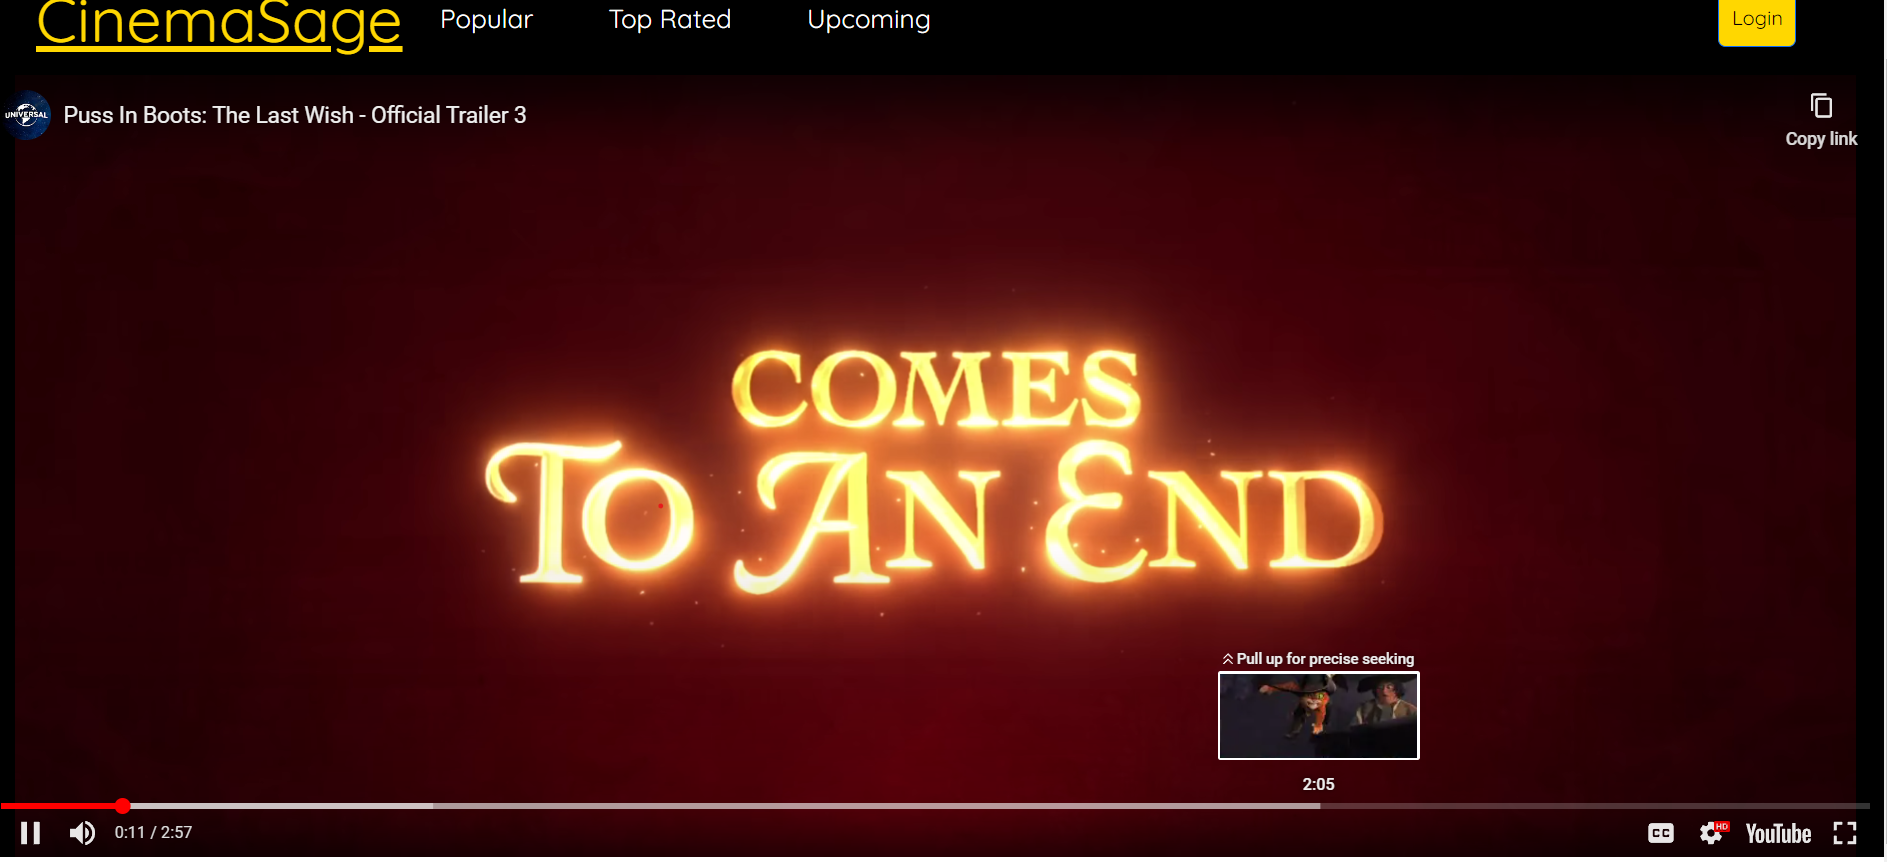 CinemaSage
Popular
Top Rated
Upcoming
Login
UNIVERSAL
Puss In Boots: The Last Wish - Official Trailer 3
Copy link
COMES
To An End
Pull up for precise seeking
2:05
0:11 / 2:57
CC
HD
YouTube